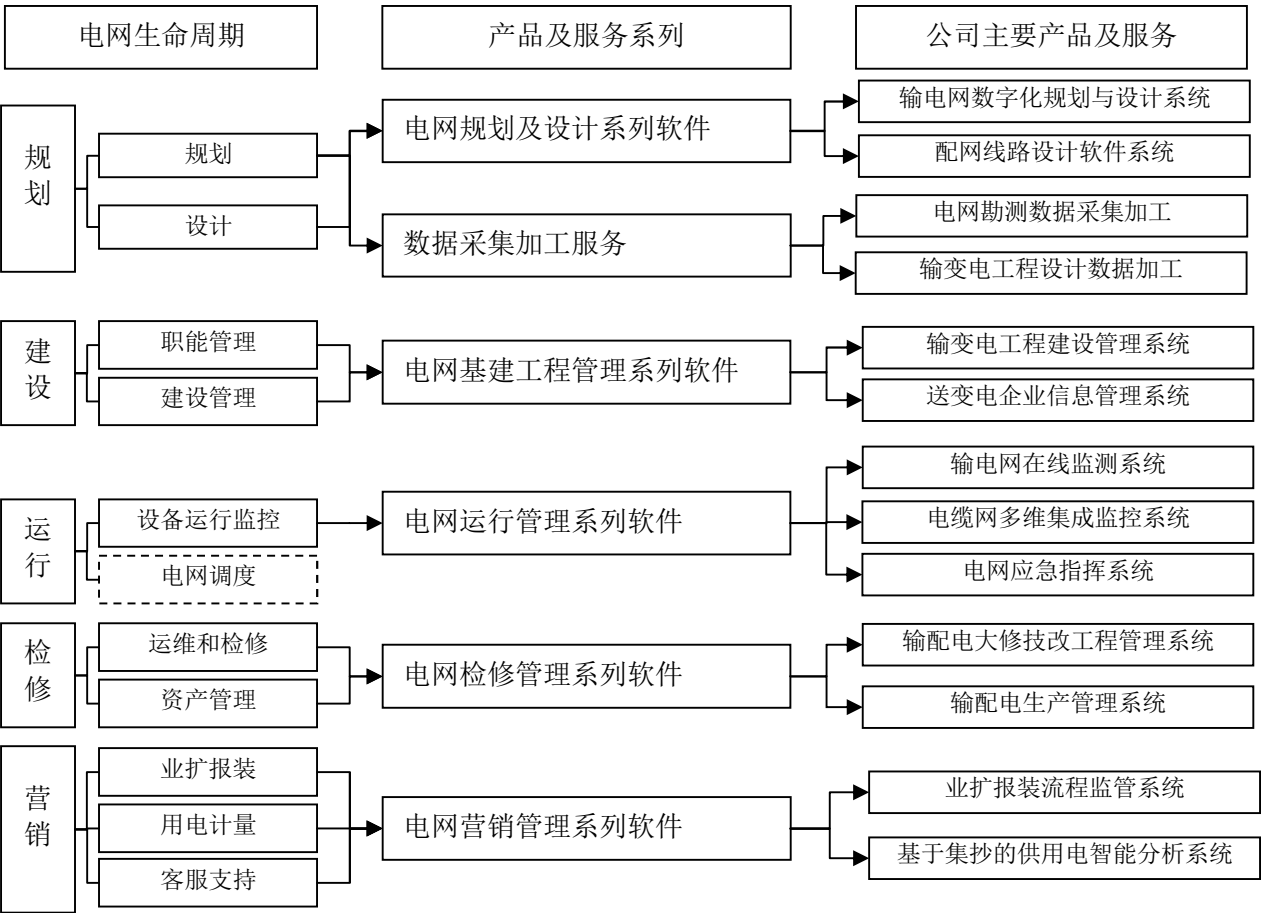 电网生命周期
产品及服务系列
公司主要产品及服务
规划
规划
设计
电网规划及设计系列软件
数据采集加工服务
输电网数字化规划与设计系统
配网线路设计软件系统
电网勘测数据采集加工
输变电工程设计数据加工
建设
职能管理
建设管理
电网基建工程管理系列软件
输变电工程建设管理系统
送变电企业信息管理系统
运行
设备运行监控
电网调度
电网运行管理系列软件
输电网在线监测系统
电缆网多维集成监控系统
电网应急指挥系统
检修
运维和检修
资产管理
电网检修管理系列软件
输配电大修技改工程管理系统
输配电生产管理系统
营销
业扩报装
用电计量
客服支持
电网营销管理系列软件
业扩报装流程监管系统
基于集抄的供用电智能分析系统